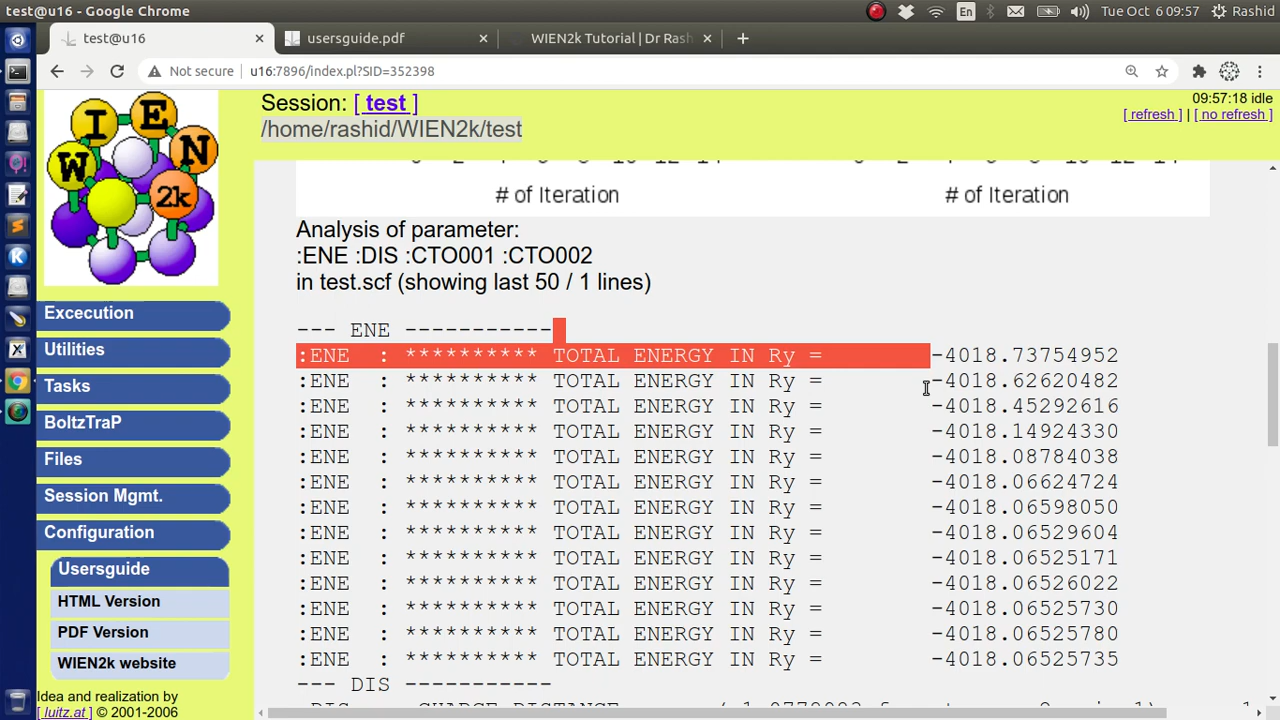 test@u16 - Google Chrome
En
Tue Oct 6 09:57
Rashid
test@u16
usersguide.pdf
WIEN2k Tutorial | Dr Rash
Not secure
u16:7896/index.pl?SID=352398
W I E N 2k
Session: [ test ]
/home/rashid/WIEN2k/test
09:57:18 idle
[ refresh ] | [ no refresh ]
Excecution
Utilities
Tasks
BoltzTraP
Files
Session Mgmt.
Configuration
Usersguide
HTML Version
PDF Version
WIEN2k website
Idea and realization by
[ luitz.at ] © 2001-2006
# of Iteration
# of Iteration
Analysis of parameter:
:ENE :DIS :CTO001 :CTO002
in test.scf (showing last 50 / 1 lines)
--- ENE -----------
:ENE : ********** TOTAL ENERGY IN Ry = -4018.73754952
:ENE : ********** TOTAL ENERGY IN Ry = -4018.62620482
:ENE : ********** TOTAL ENERGY IN Ry = -4018.45292616
:ENE : ********** TOTAL ENERGY IN Ry = -4018.14924330
:ENE : ********** TOTAL ENERGY IN Ry = -4018.08784038
:ENE : ********** TOTAL ENERGY IN Ry = -4018.06624724
:ENE : ********** TOTAL ENERGY IN Ry = -4018.06598050
:ENE : ********** TOTAL ENERGY IN Ry = -4018.06529604
:ENE : ********** TOTAL ENERGY IN Ry = -4018.06525171
:ENE : ********** TOTAL ENERGY IN Ry = -4018.06526022
:ENE : ********** TOTAL ENERGY IN Ry = -4018.06525730
:ENE : ********** TOTAL ENERGY IN Ry = -4018.06525780
:ENE : ********** TOTAL ENERGY IN Ry = -4018.06525735
--- DIS -----------